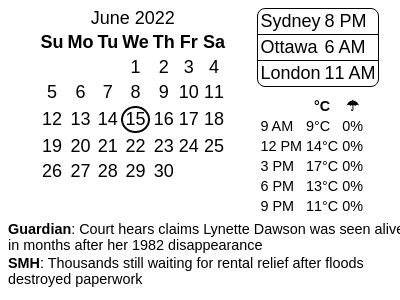 June 2022
Su Mo Tu We Th Fr Sa
1 2 3 4
5 6 7 8 9 10 11
12 13 14 15 16 17 18
19 20 21 22 23 24 25
26 27 28 29 30
Sydney 8 PM
Ottawa 6 AM
London 11 AM
°C ☂
9 AM 9°C 0%
12 PM 14°C 0%
3 PM 17°C 0%
6 PM 13°C 0%
9 PM 11°C 0%
Guardian: Court hears claims Lynette Dawson was seen alive
in months after her 1982 disappearance
SMH: Thousands still waiting for rental relief after floods
destroyed paperwork